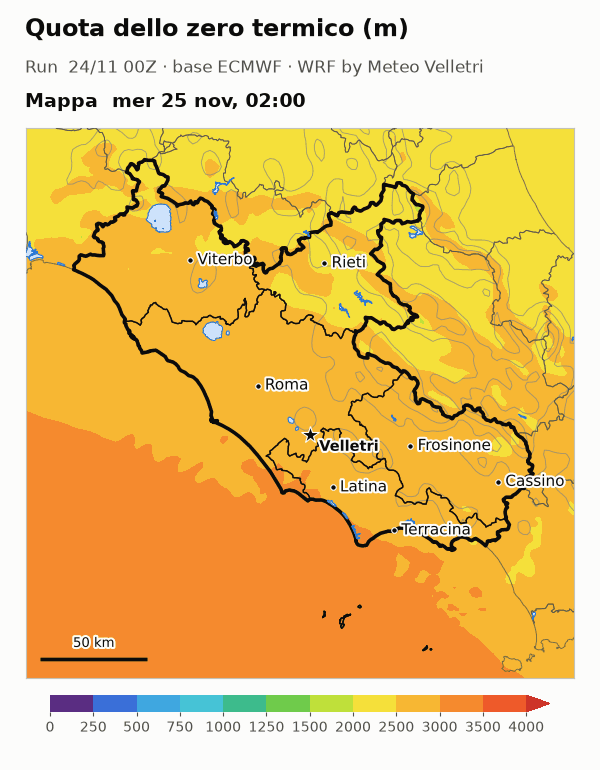 Quota dello zero termico (m)
Run  24/11 00Z · base ECMWF · WRF by Meteo Velletri
Mappa  mer 25 nov, 02:00
Viterbo
Rieti
Roma
Velletri
Frosinone
Cassino
Latina
Terracina
50 km
0 250 500 750 1000 1250 1500 2000 2500 3000 3500 4000